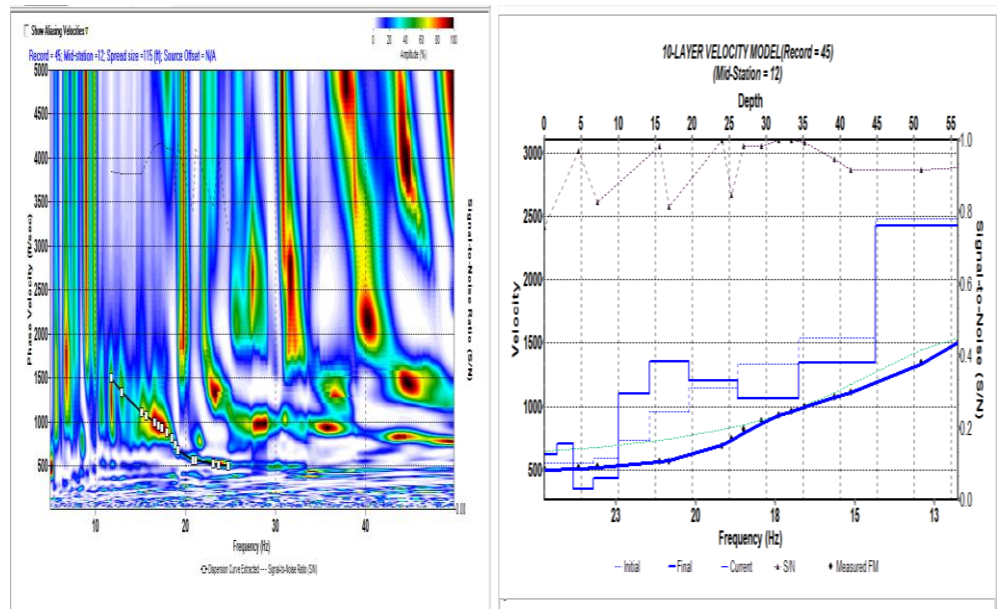 Show Aliasing Velocities
0 20 40 60 80 100
Amplitude (%)
Record = 45; Mid-station =12; Spread size =115 (ft); Source Offset = N/A
5000
4500
4000
3500
3000
2500
2000
1500
1000
500
Phase Velocity (ft/sec)
Signal-to-Noise Ratio (S/N)
0.00
10 20 30 40
Frequency (Hz)
Dispersion Curve Extracted --- Signal-to-Noise Ratio (S/N)
10-LAYER VELOCITY MODEL(Record = 45)
(Mid-Station = 12)
Depth
0 5 10 15 20 25 30 35 40 45 50 55
3000
2500
2000
1500
1000
500
Velocity
1.0
0.8
0.6
0.4
0.2
0.0
Signal-to-Noise (S/N)
23 20 18 15 13
Frequency (Hz)
Initial Final Current S/N Measured FM